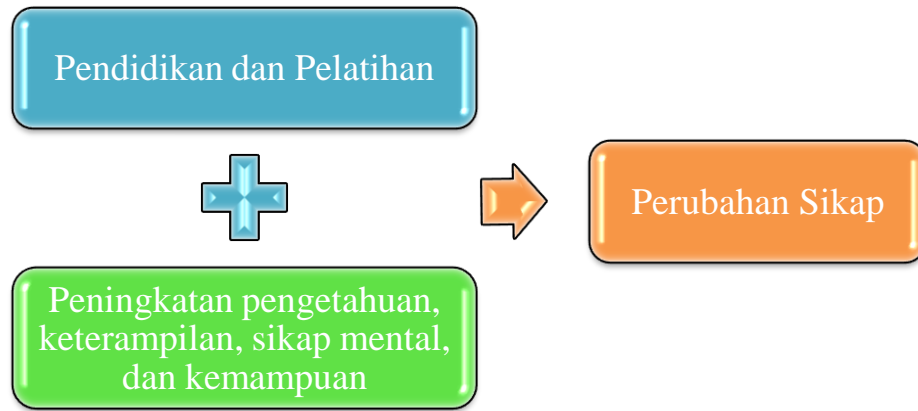 Pendidikan dan Pelatihan
Perubahan Sikap
Peningkatan pengetahuan,
keterampilan, sikap mental,
dan kemampuan